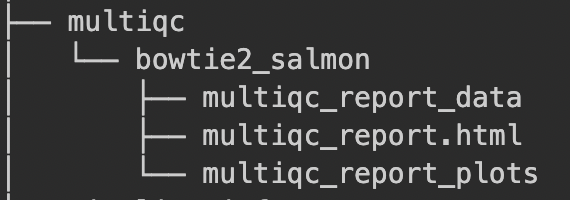 ├── multiqc
│   └── bowtie2_salmon
│       ├── multiqc_report_data
│       ├── multiqc_report.html
│       └── multiqc_report_plots